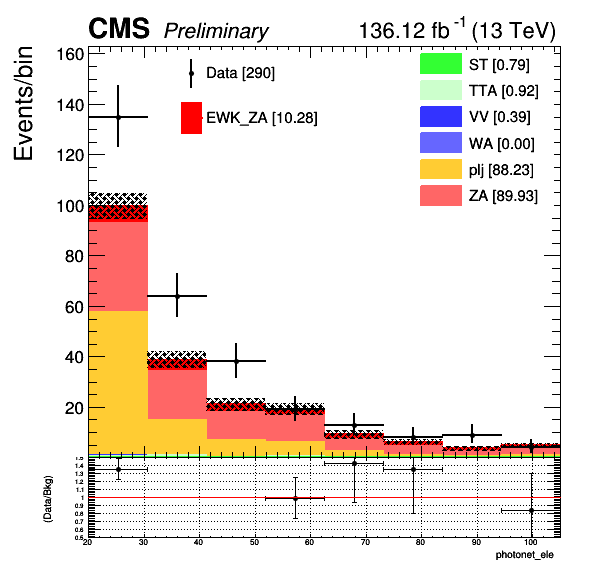 CMS Preliminary 136.12 fb⁻¹ (13 TeV)
Events/bin
160
140
120
100
80
60
40
20
Data [290]
EWK_ZA [10.28]
ST [0.79]
TTA [0.92]
VV [0.39]
WA [0.00]
plj [88.23]
ZA [89.93]
(Data/Bkg)
1.5
1.4
1.3
1.2
1.1
1
0.9
0.8
0.7
0.6
0.5
20 30 40 50 60 70 80 90 100
photonet_ele